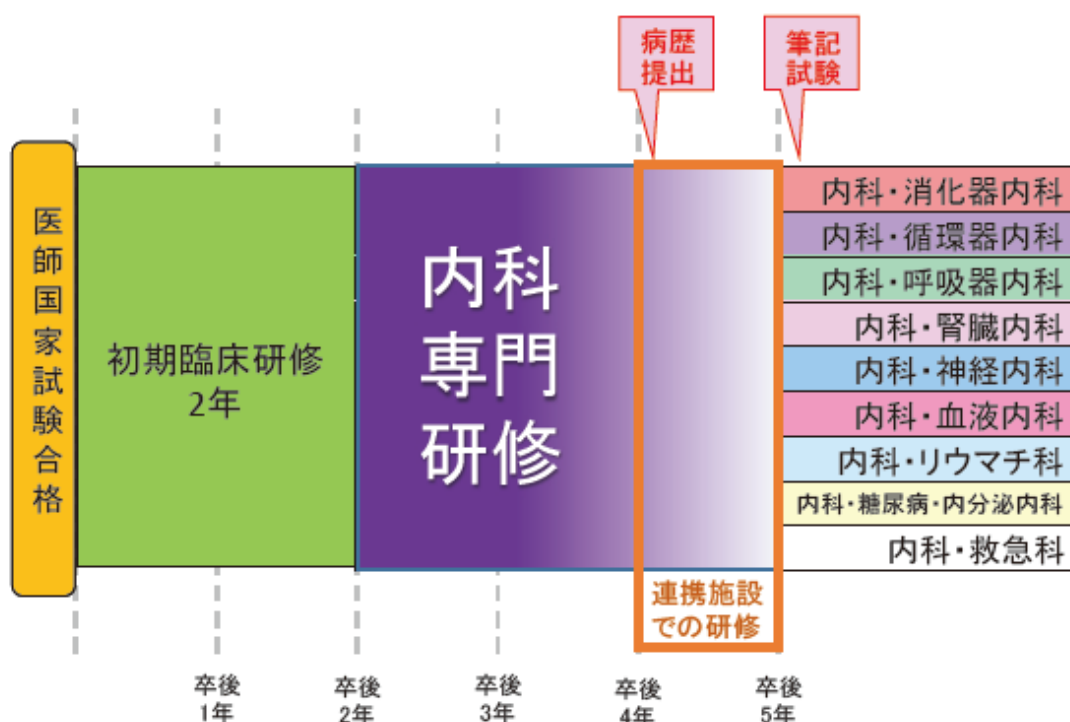 病歴
提出
筆記
試験
医師国家試験合格
初期臨床研修
2年
内科
専門
研修
内科・消化器内科
内科・循環器内科
内科・呼吸器内科
内科・腎臓内科
内科・神経内科
内科・血液内科
内科・リウマチ科
内科・糖尿病・内分泌内科
内科・救急科
連携施設
での研修
卒後
1年
卒後
2年
卒後
3年
卒後
4年
卒後
5年